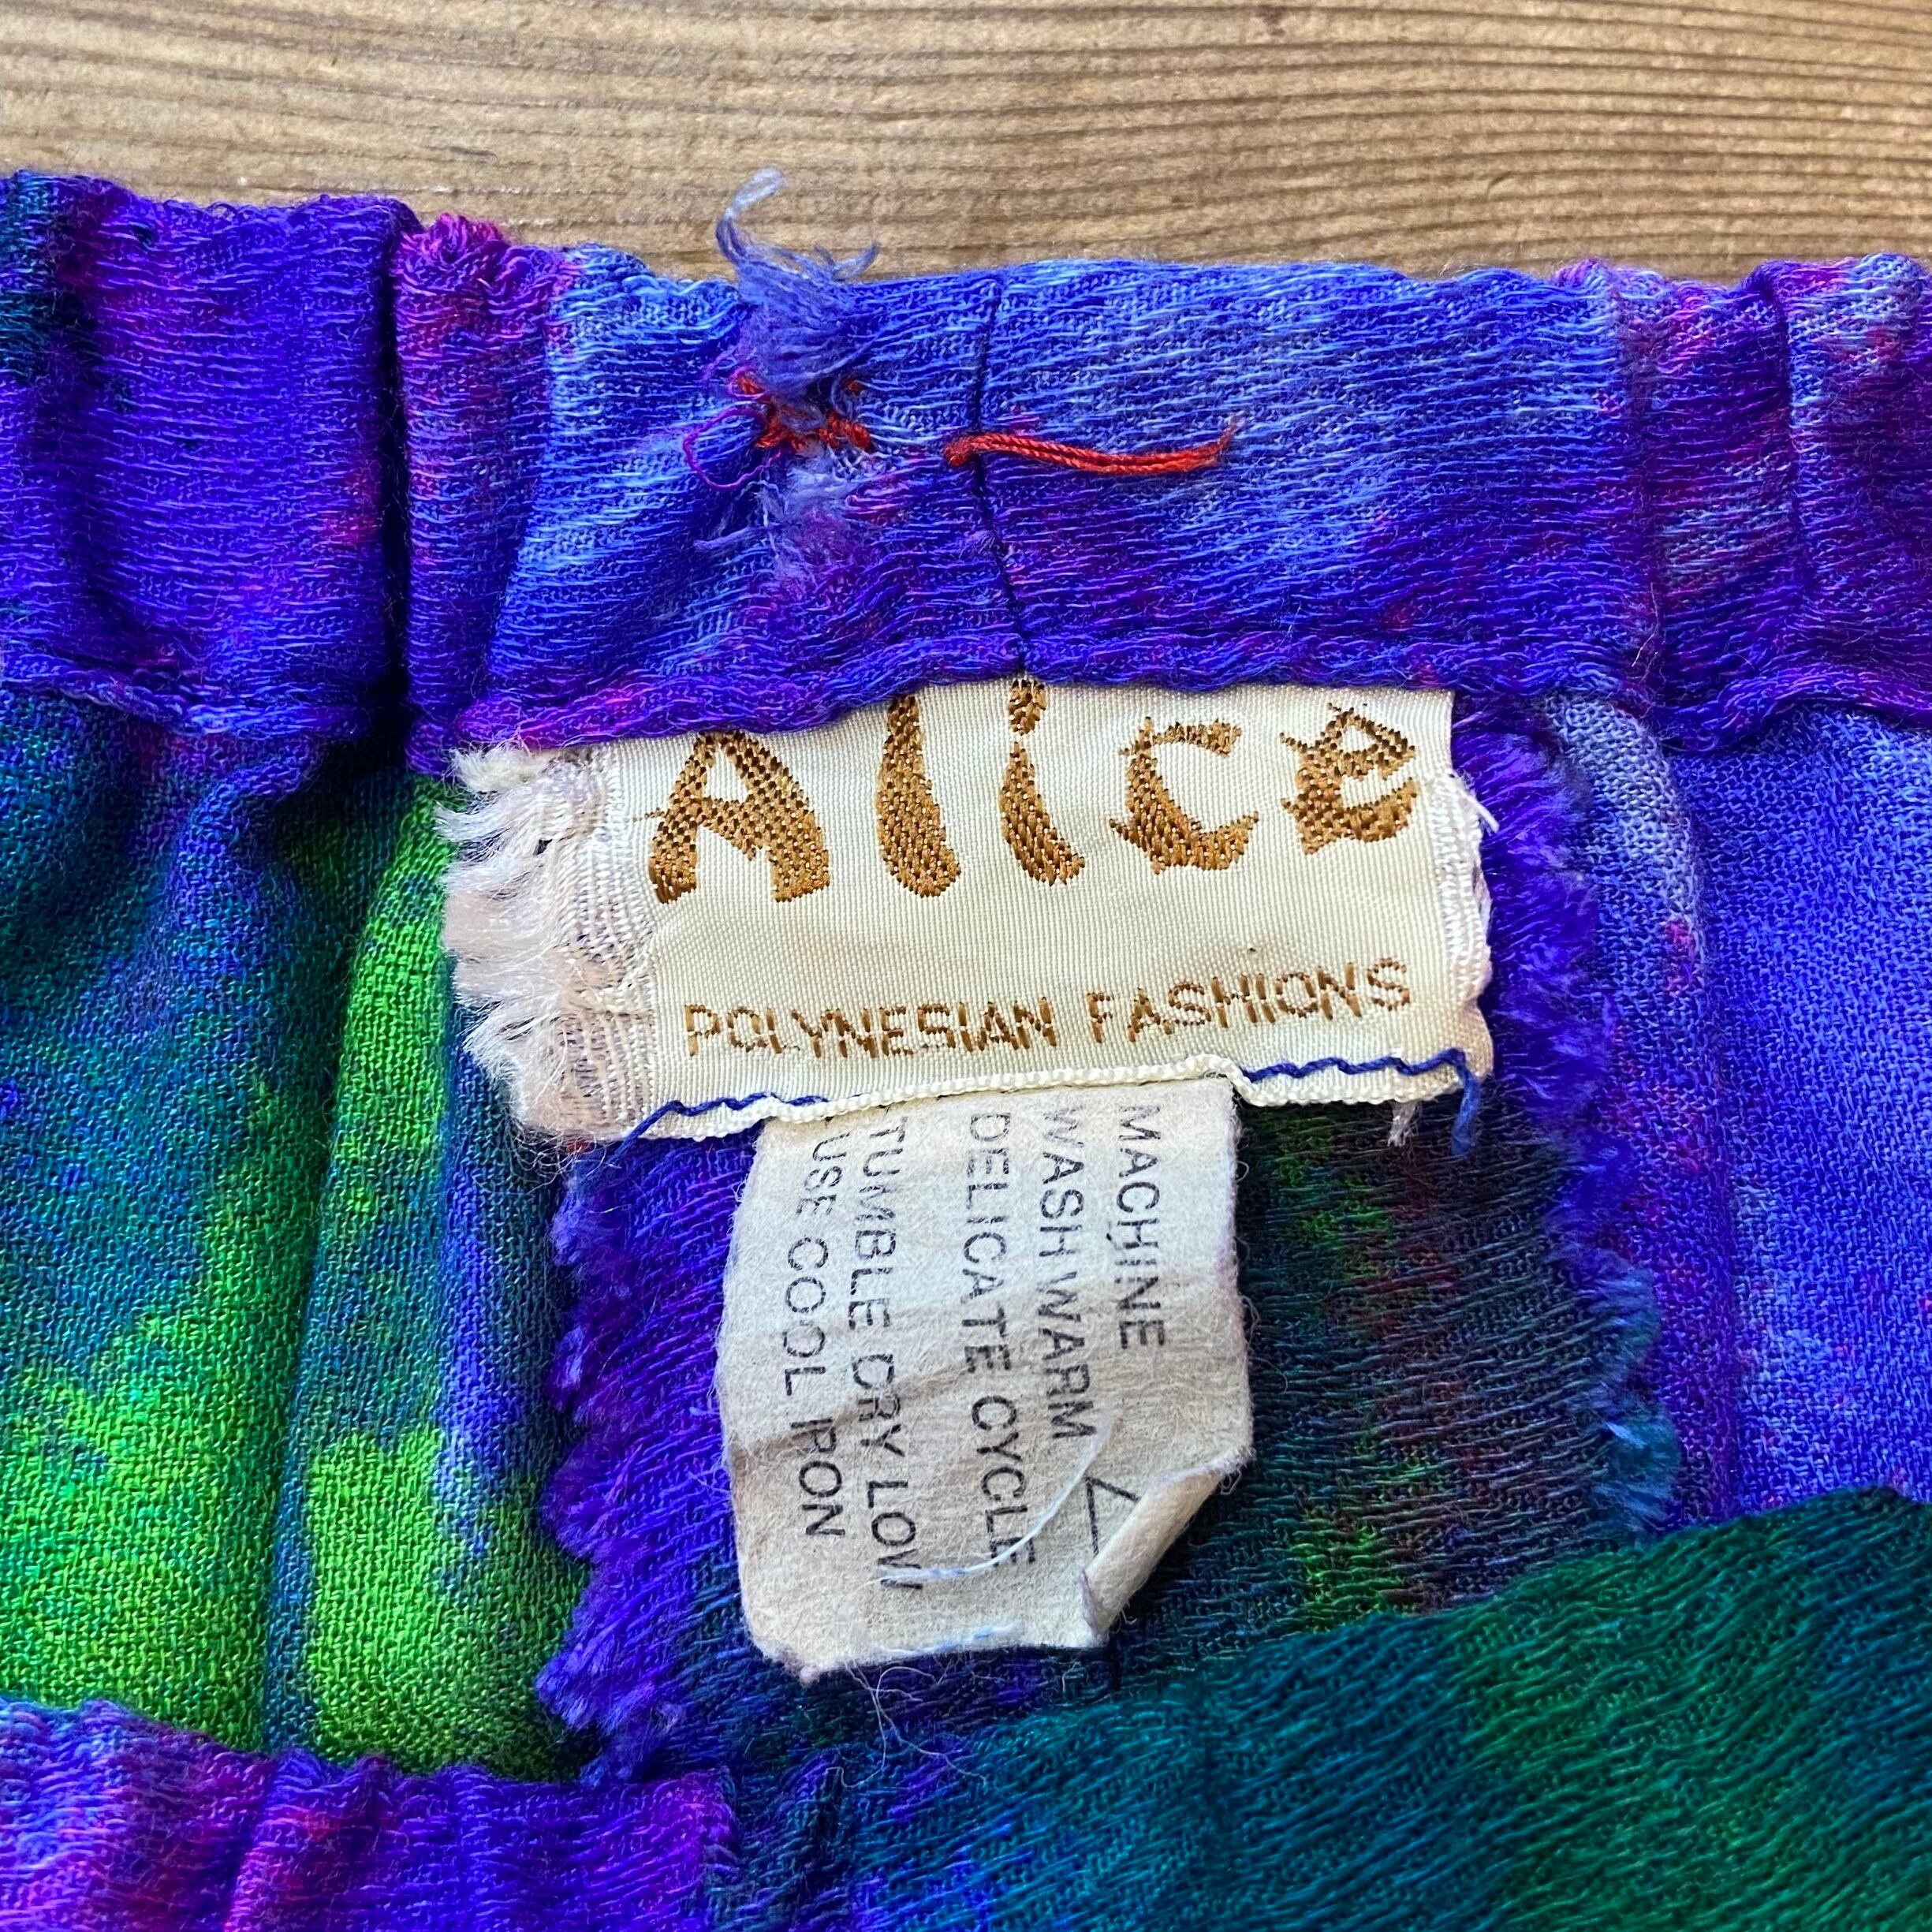 Alice
POLYNESIAN FASHIONS
MACHINE
WASH WARM
DELICATE CYCLE
TUMBLE DRY LOW
USE COOL IRON